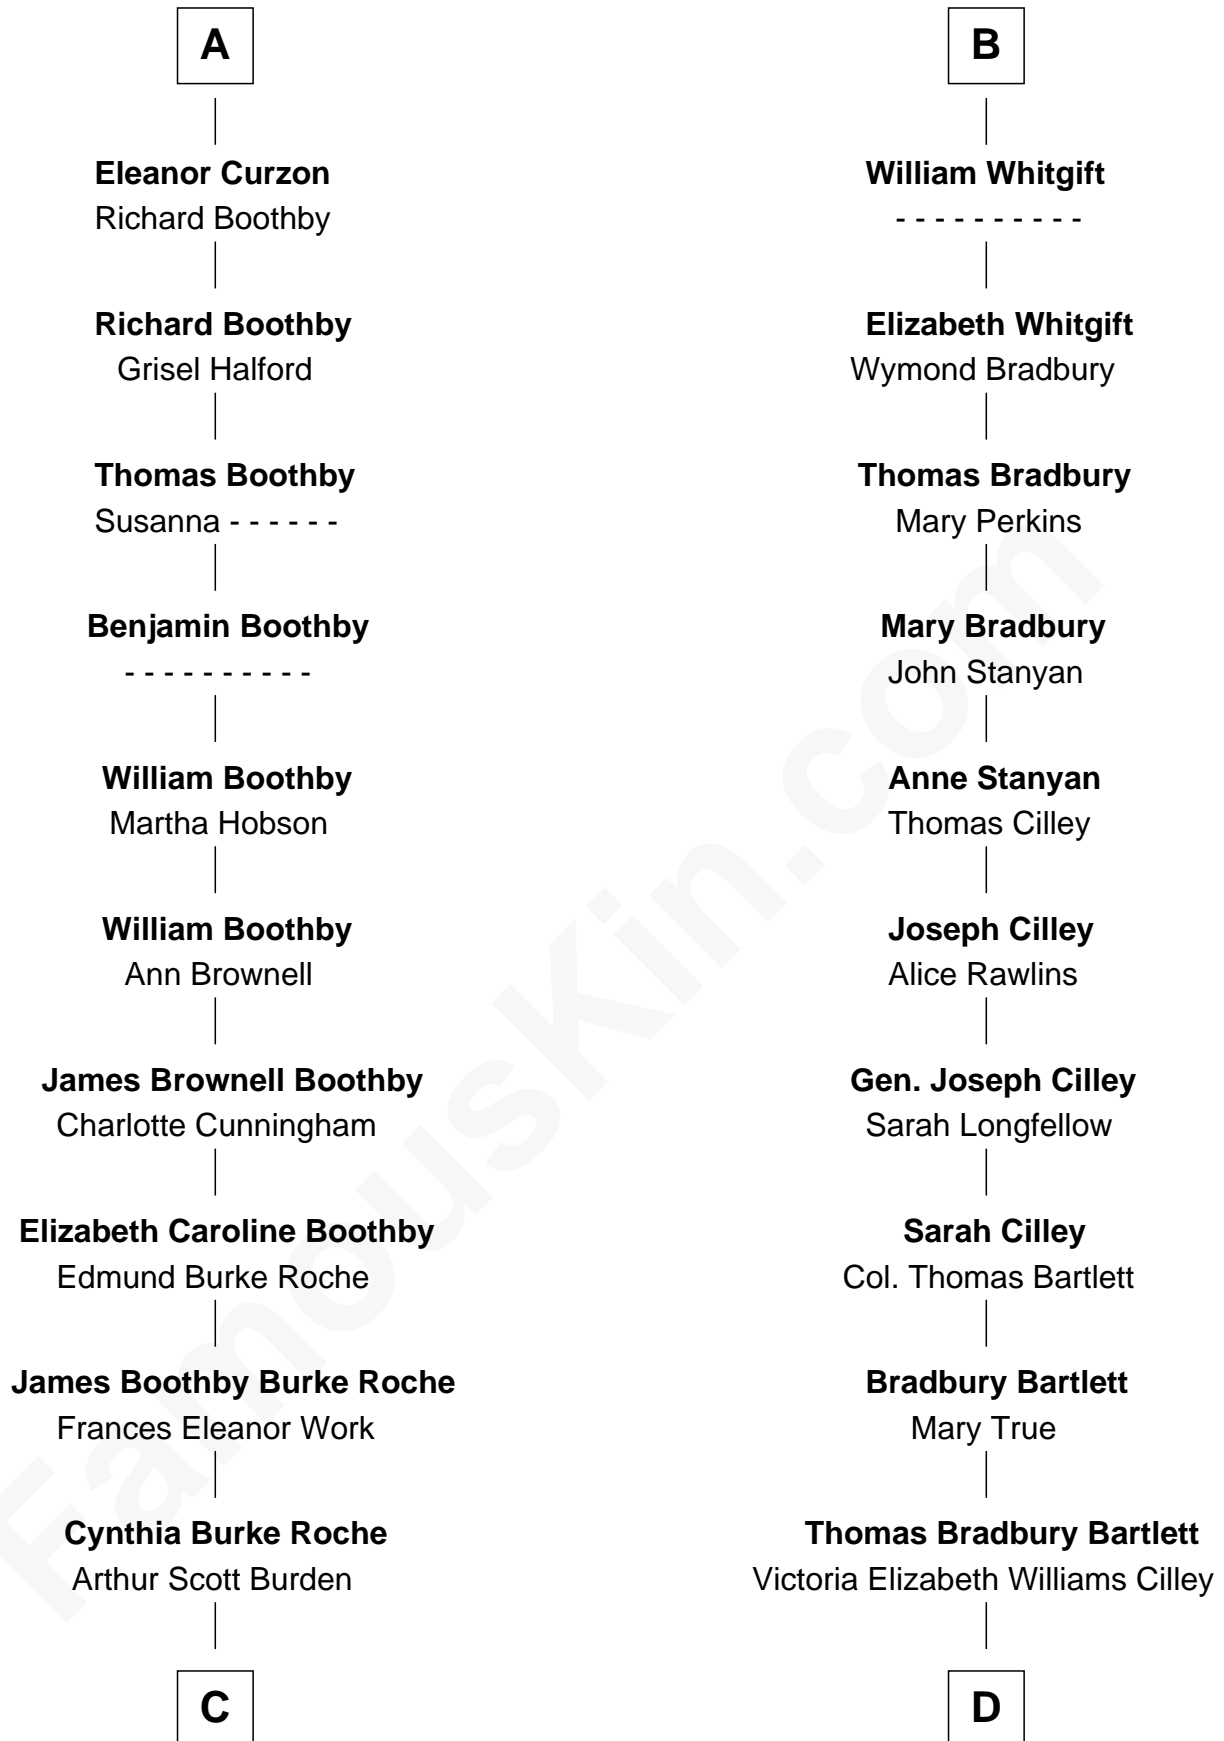 A
Eleanor Curzon
Richard Boothby
Richard Boothby
Grisel Halford
Thomas Boothby
Susanna - - - - - -
Benjamin Boothby
- - - - - - - - - -
William Boothby
Martha Hobson
William Boothby
Ann Brownell
James Brownell Boothby
Charlotte Cunningham
Elizabeth Caroline Boothby
Edmund Burke Roche
James Boothby Burke Roche
Frances Eleanor Work
Cynthia Burke Roche
Arthur Scott Burden
C
B
William Whitgift
- - - - - - - - - -
Elizabeth Whitgift
Wymond Bradbury
Thomas Bradbury
Mary Perkins
Mary Bradbury
John Stanyan
Anne Stanyan
Thomas Cilley
Joseph Cilley
Alice Rawlins
Gen. Joseph Cilley
Sarah Longfellow
Sarah Cilley
Col. Thomas Bartlett
Bradbury Bartlett
Mary True
Thomas Bradbury Bartlett
Victoria Elizabeth Williams Cilley
D
FamousKin.com